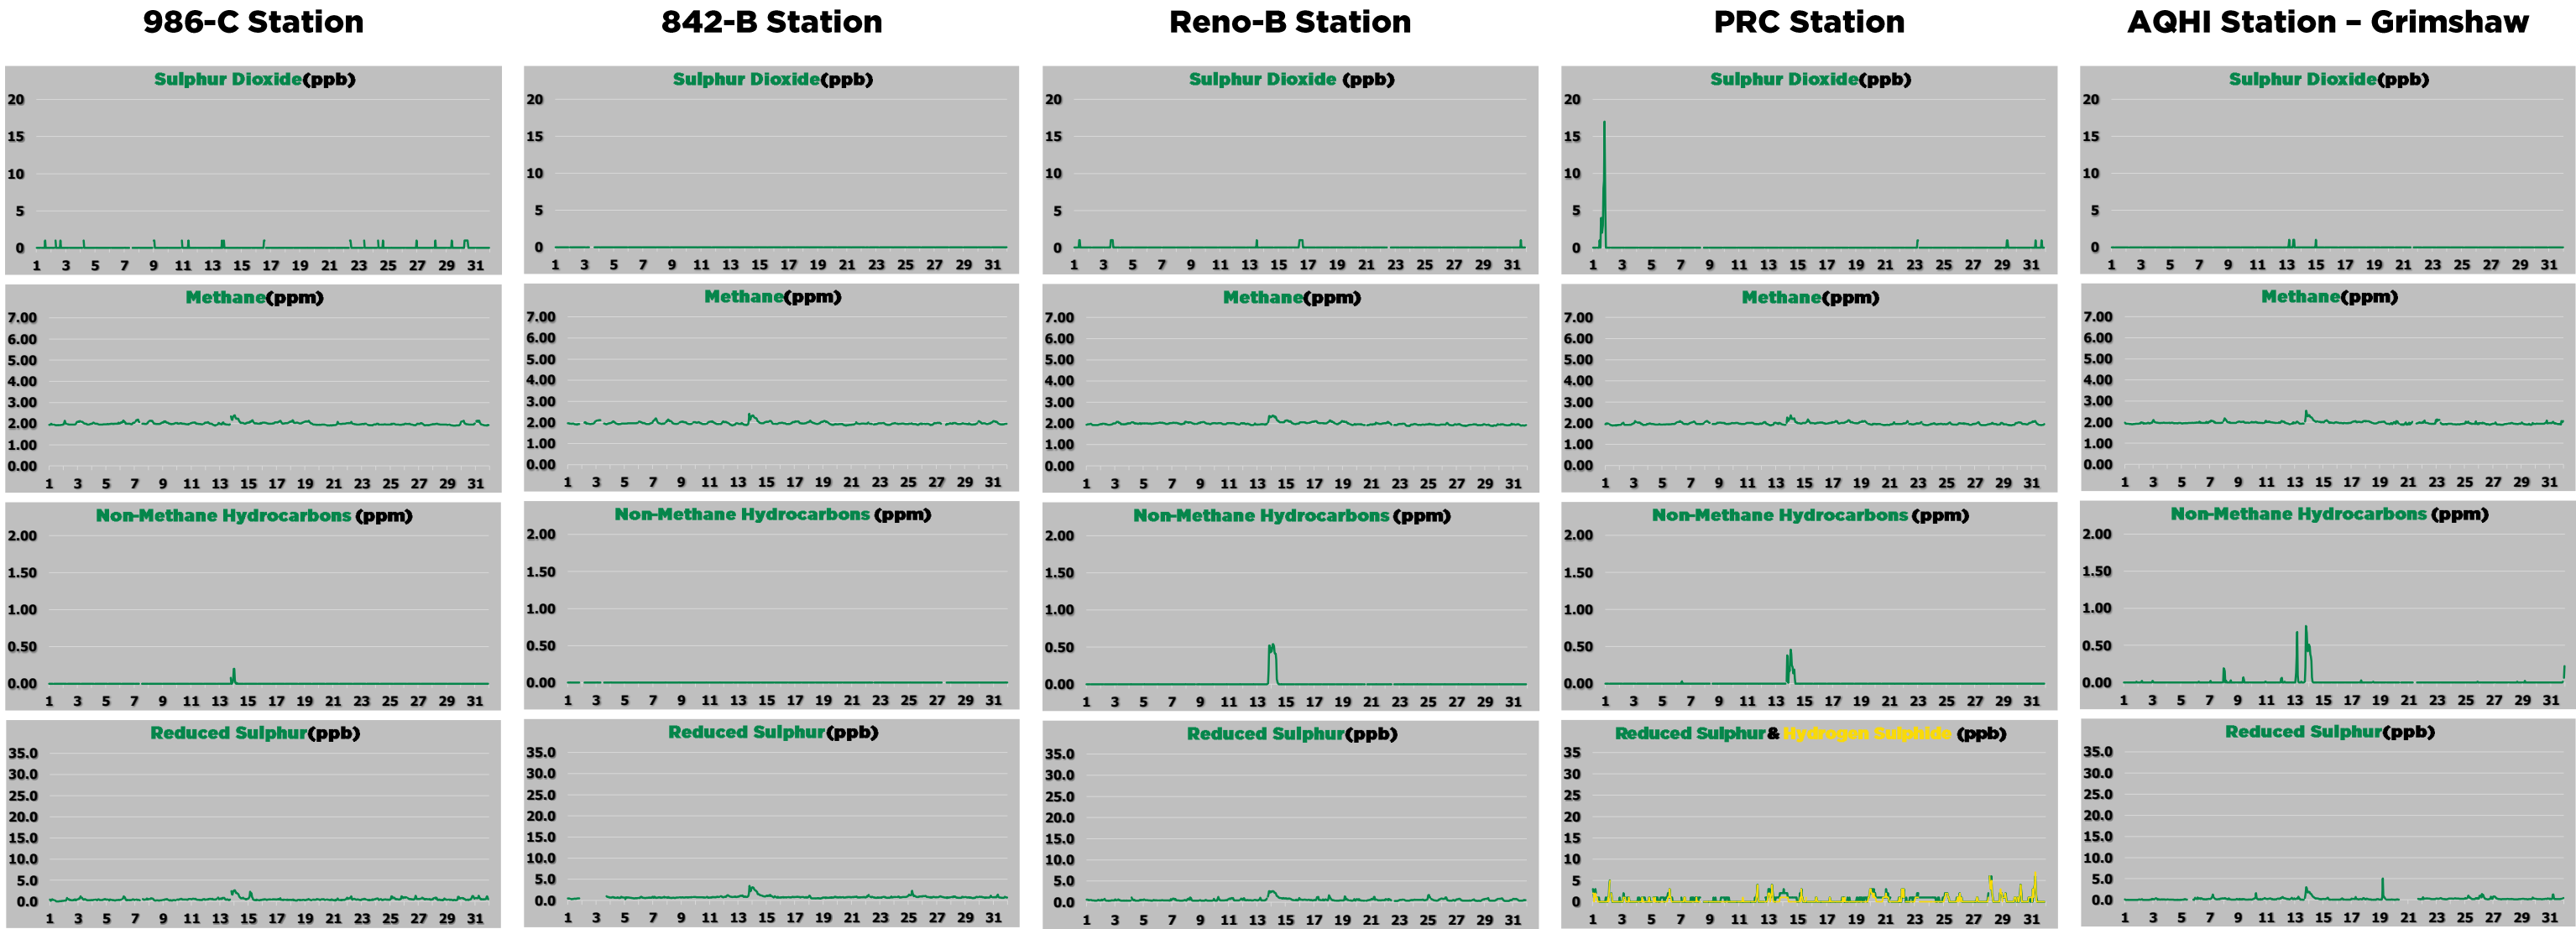 986-C Station
842-B Station
Reno-B Station
PRC Station
AQHI Station – Grimshaw
Sulphur Dioxide(ppb)
20
15
10
5
0
1 3 5 7 9 11 13 15 17 19 21 23 25 27 29 31
Sulphur Dioxide(ppb)
20
15
10
5
0
1 3 5 7 9 11 13 15 17 19 21 23 25 27 29 31
Sulphur Dioxide (ppb)
20
15
10
5
0
1 3 5 7 9 11 13 15 17 19 21 23 25 27 29 31
Sulphur Dioxide(ppb)
20
15
10
5
0
1 3 5 7 9 11 13 15 17 19 21 23 25 27 29 31
Sulphur Dioxide(ppb)
20
15
10
5
0
1 3 5 7 9 11 13 15 17 19 21 23 25 27 29 31
Methane(ppm)
7.00
6.00
5.00
4.00
3.00
2.00
1.00
0.00
1 3 5 7 9 11 13 15 17 19 21 23 25 27 29 31
Methane(ppm)
7.00
6.00
5.00
4.00
3.00
2.00
1.00
0.00
1 3 5 7 9 11 13 15 17 19 21 23 25 27 29 31
Methane(ppm)
7.00
6.00
5.00
4.00
3.00
2.00
1.00
0.00
1 3 5 7 9 11 13 15 17 19 21 23 25 27 29 31
Methane(ppm)
7.00
6.00
5.00
4.00
3.00
2.00
1.00
0.00
1 3 5 7 9 11 13 15 17 19 21 23 25 27 29 31
Methane(ppm)
7.00
6.00
5.00
4.00
3.00
2.00
1.00
0.00
1 3 5 7 9 11 13 15 17 19 21 23 25 27 29 31
Non-Methane Hydrocarbons (ppm)
2.00
1.50
1.00
0.50
0.00
1 3 5 7 9 11 13 15 17 19 21 23 25 27 29 31
Non-Methane Hydrocarbons (ppm)
2.00
1.50
1.00
0.50
0.00
1 3 5 7 9 11 13 15 17 19 21 23 25 27 29 31
Non-Methane Hydrocarbons (ppm)
2.00
1.50
1.00
0.50
0.00
1 3 5 7 9 11 13 15 17 19 21 23 25 27 29 31
Non-Methane Hydrocarbons (ppm)
2.00
1.50
1.00
0.50
0.00
1 3 5 7 9 11 13 15 17 19 21 23 25 27 29 31
Non-Methane Hydrocarbons (ppm)
2.00
1.50
1.00
0.50
0.00
1 3 5 7 9 11 13 15 17 19 21 23 25 27 29 31
Reduced Sulphur(ppb)
35.0
30.0
25.0
20.0
15.0
10.0
5.0
0.0
1 3 5 7 9 11 13 15 17 19 21 23 25 27 29 31
Reduced Sulphur(ppb)
35.0
30.0
25.0
20.0
15.0
10.0
5.0
0.0
1 3 5 7 9 11 13 15 17 19 21 23 25 27 29 31
Reduced Sulphur(ppb)
35.0
30.0
25.0
20.0
15.0
10.0
5.0
0.0
1 3 5 7 9 11 13 15 17 19 21 23 25 27 29 31
Reduced Sulphur& Hydrogen Sulphide (ppb)
35
30
25
20
15
10
5
0
1 3 5 7 9 11 13 15 17 19 21 23 25 27 29 31
Reduced Sulphur(ppb)
35.0
30.0
25.0
20.0
15.0
10.0
5.0
0.0
1 3 5 7 9 11 13 15 17 19 21 23 25 27 29 31